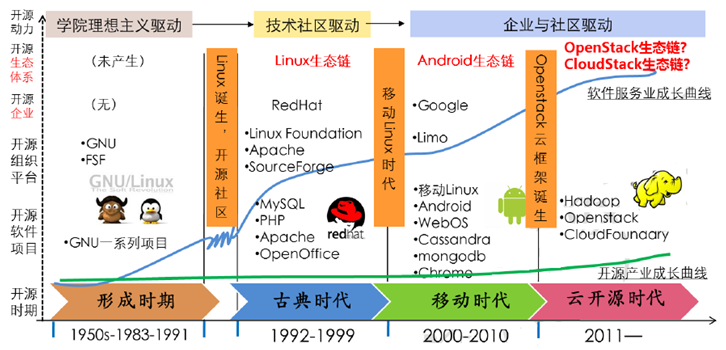 开源
动力
学院理想主义驱动
技术社区驱动
企业与社区驱动
开源
生态
体系
(未产生)
Linux生态链
Android生态链
OpenStack生态链?
CloudStack生态链?
开源
企业
(无)
RedHat
•Google
•Limo
软件服务业成长曲线
Linux诞生，开源社区
移动Linux时代
Openstack云框架诞生
开源
组织
平台
•GNU
•FSF
•Linux Foundation
•Apache
•SourceForge
GNU/Linux
The Soft Revolution
开源
软件
项目
•GNU一系列项目
•MySQL
•PHP
•Apache
•OpenOffice
redhat
•移动Linux
•Android
•WebOS
•Cassandra
•mongodb
•Chrome
•Hadoop
•Openstack
•CloudFounaary
开源产业成长曲线
开源
时期
形成时期
古典时代
移动时代
云开源时代
1950s-1983-1991
1992-1999
2000-2010
2011—